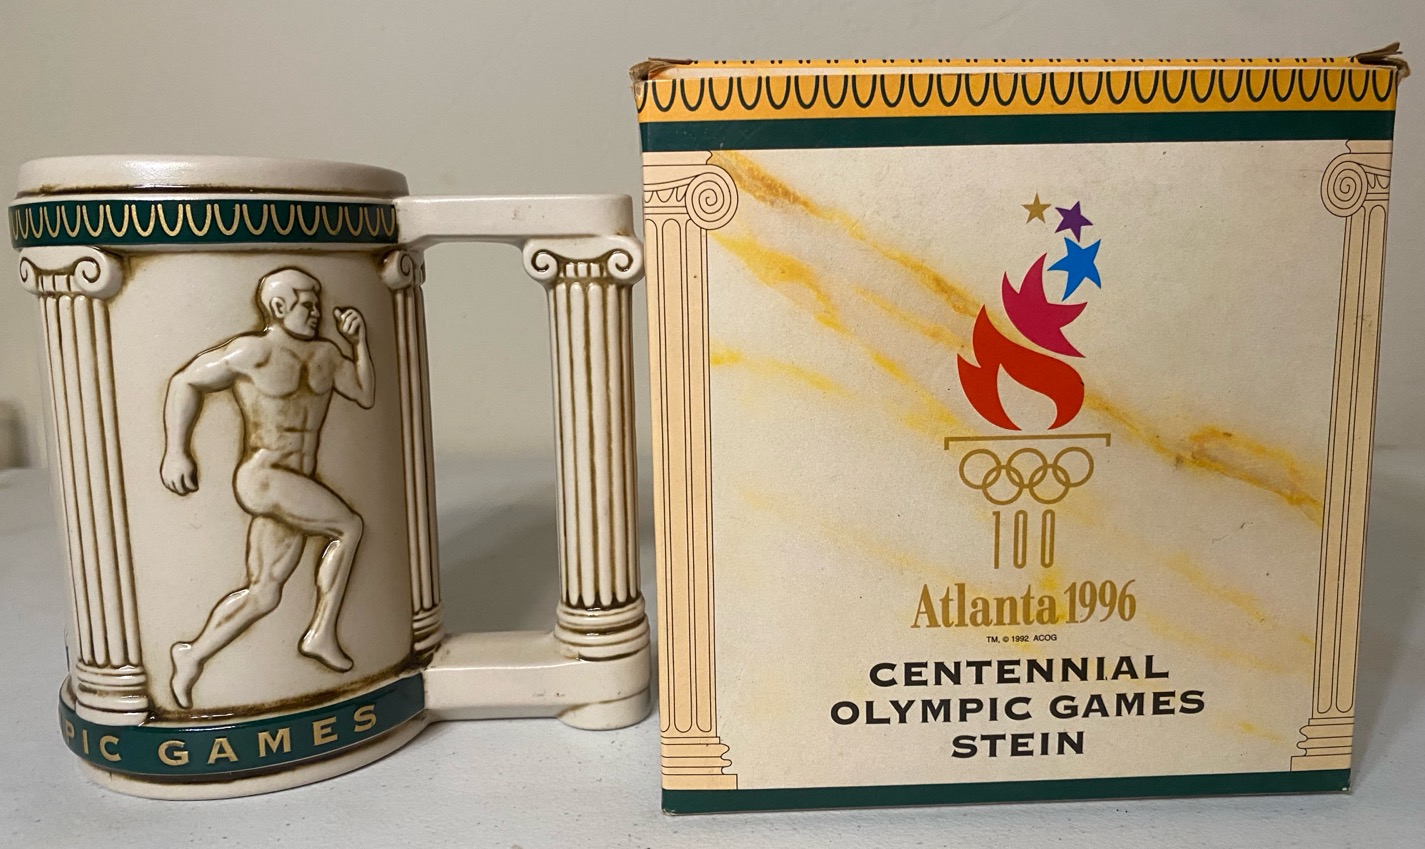 PIC GAMES
100
Atlanta 1996
TM, © 1992 ACOG
CENTENNIAL
OLYMPIC GAMES
STEIN